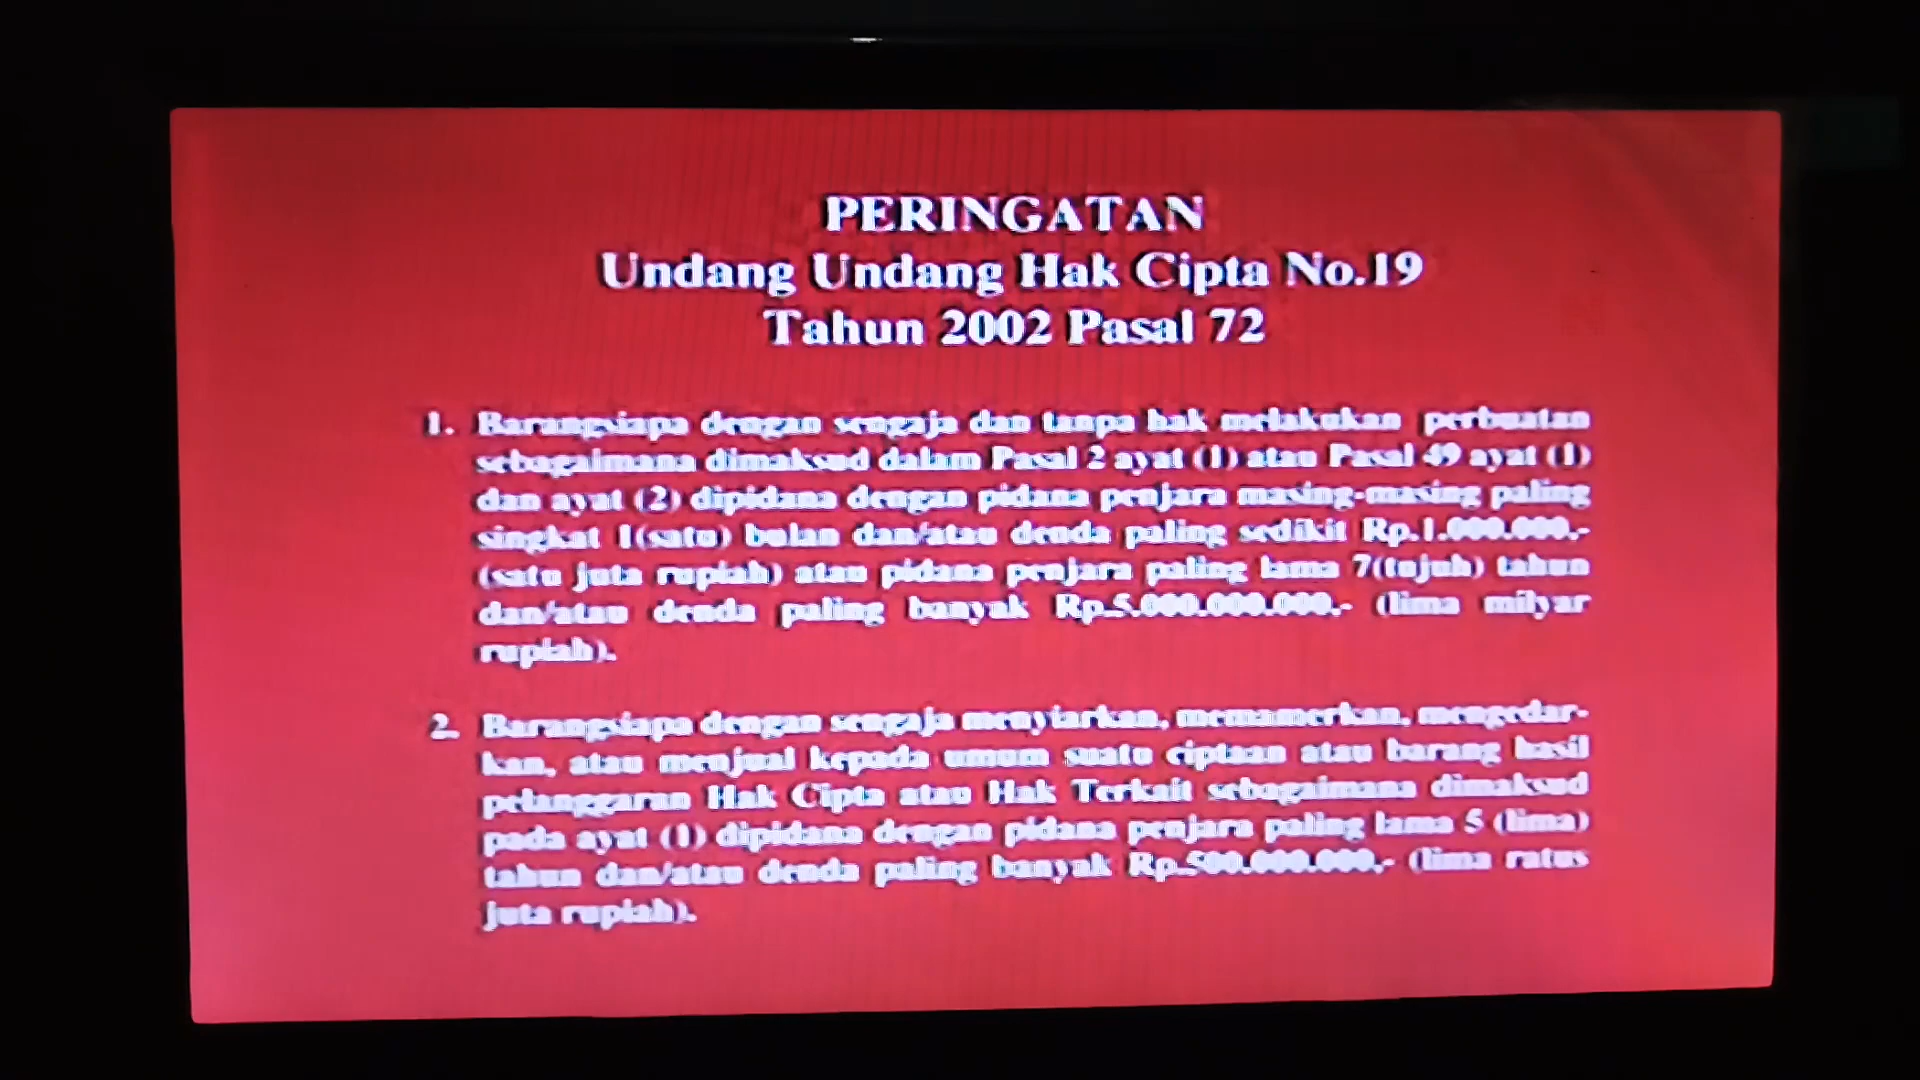 PERINGATAN
Undang Undang Hak Cipta No.19
Tahun 2002 Pasal 72
1. Barangsiapa dengan sengaja dan tanpa hak melakukan perbuatan
sebagaimana dimaksud dalam Pasal 2 ayat (1) atau Pasal 49 ayat (1)
dan ayat (2) dipidana dengan pidana penjara masing-masing paling
singkat 1(satu) bulan dan/atau denda paling sedikit Rp.1.000.000,-
(satu juta rupiah) atau pidana penjara paling lama 7(tujuh) tahun
dan/atau denda paling banyak Rp.5.000.000.000,- (lima milyar
rupiah).
2. Barangsiapa dengan sengaja menyiarkan, memamerkan, mengedar-
kan, atau menjual kepada umum suatu ciptaan atau barang hasil
pelanggaran Hak Cipta atau Hak Terkait sebagaimana dimaksud
pada ayat (1) dipidana dengan pidana penjara paling lama 5 (lima)
tahun dan/atau denda paling banyak Rp.500.000.000,- (lima ratus
juta rupiah).